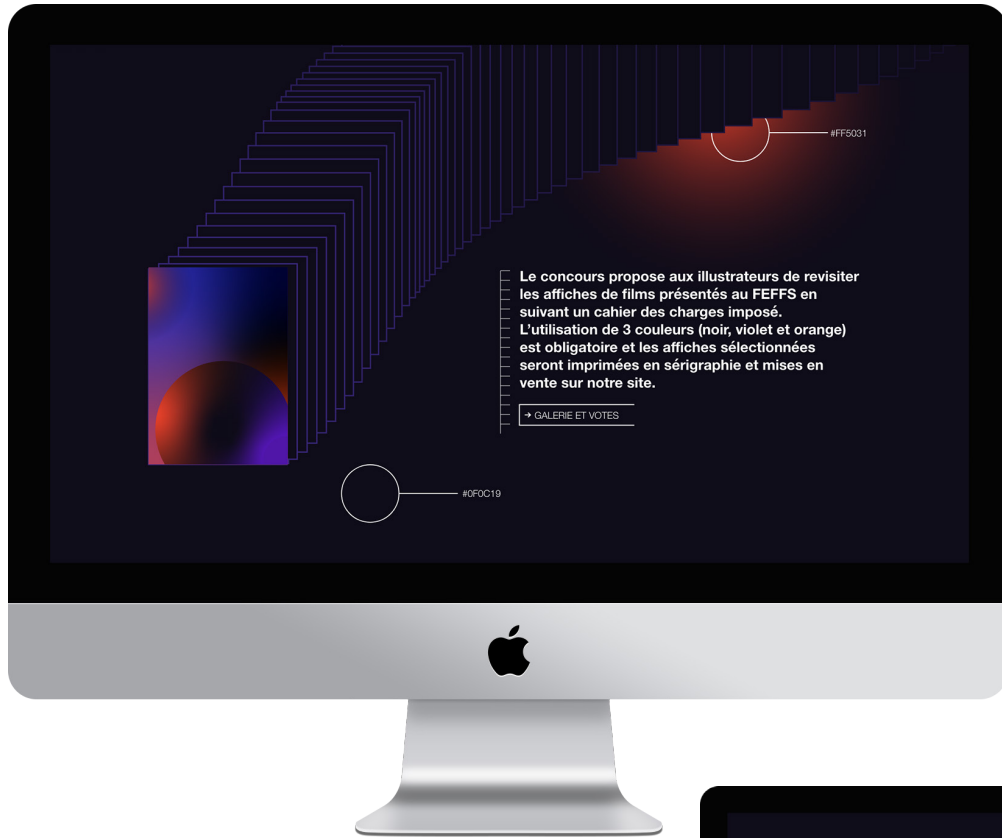 #FF5031
Le concours propose aux illustrateurs de revisiter
les affiches de films présentés au FEFFS en
suivant un cahier des charges imposé.
L’utilisation de 3 couleurs (noir, violet et orange)
est obligatoire et les affiches sélectionnées
seront imprimées en sérigraphie et mises en
vente sur notre site.
→ GALERIE ET VOTES
#0F0C19